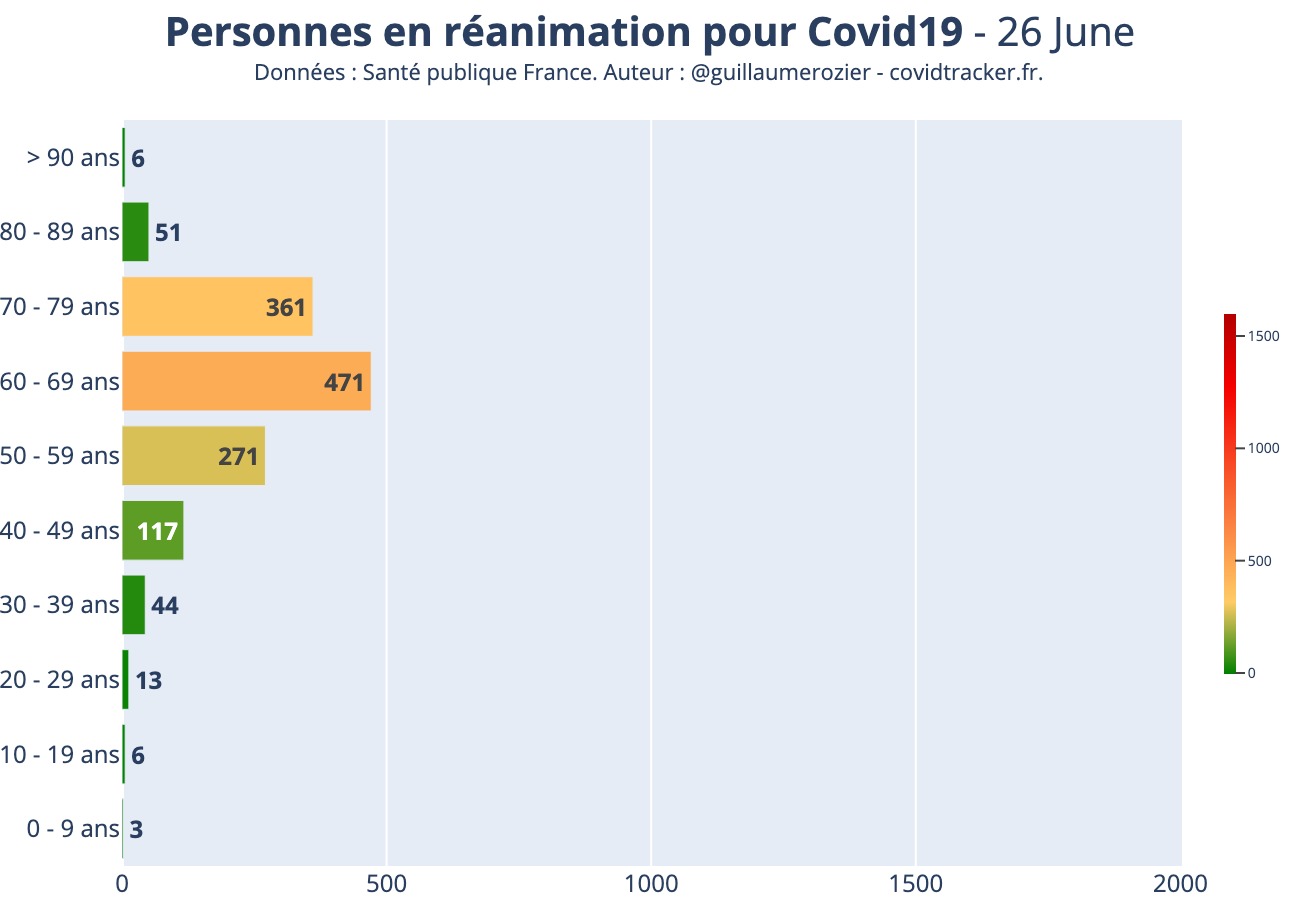 Personnes en réanimation pour Covid19 - 26 June
Données : Santé publique France. Auteur : @guillaumerozier - covidtracker.fr.
> 90 ans 6
80 - 89 ans 51
70 - 79 ans 361
60 - 69 ans 471
50 - 59 ans 271
40 - 49 ans 117
30 - 39 ans 44
20 - 29 ans 13
10 - 19 ans 6
0 - 9 ans 3
0 500 1000 1500 2000
1500
1000
500
0